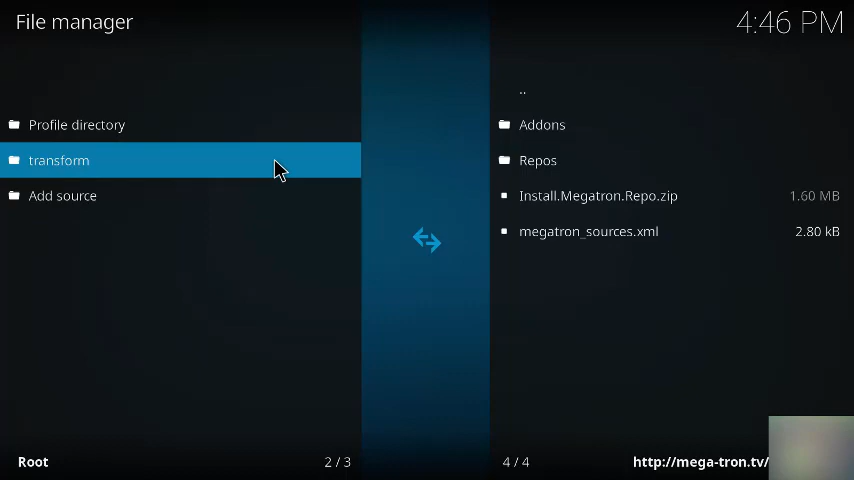 File manager
4:46 PM
Profile directory
transform
Add source
..
Addons
Repos
Install.Megatron.Repo.zip 1.60 MB
megatron_sources.xml 2.80 kB
Root 2 / 3
4 / 4 http://mega-tron.tv/